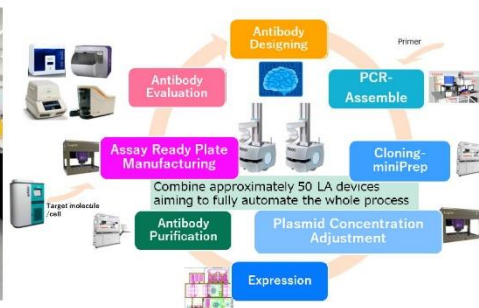 Antibody
Designing
Primer
Antibody
Evaluation
PCR-
Assemble
Assay Ready Plate
Manufacturing
Cloning-
miniPrep
Combine approximately 50 LA devices
aiming to fully automate the whole process
Target molecule
/cell
Antibody
Purification
Plasmid Concentration
Adjustment
Expression